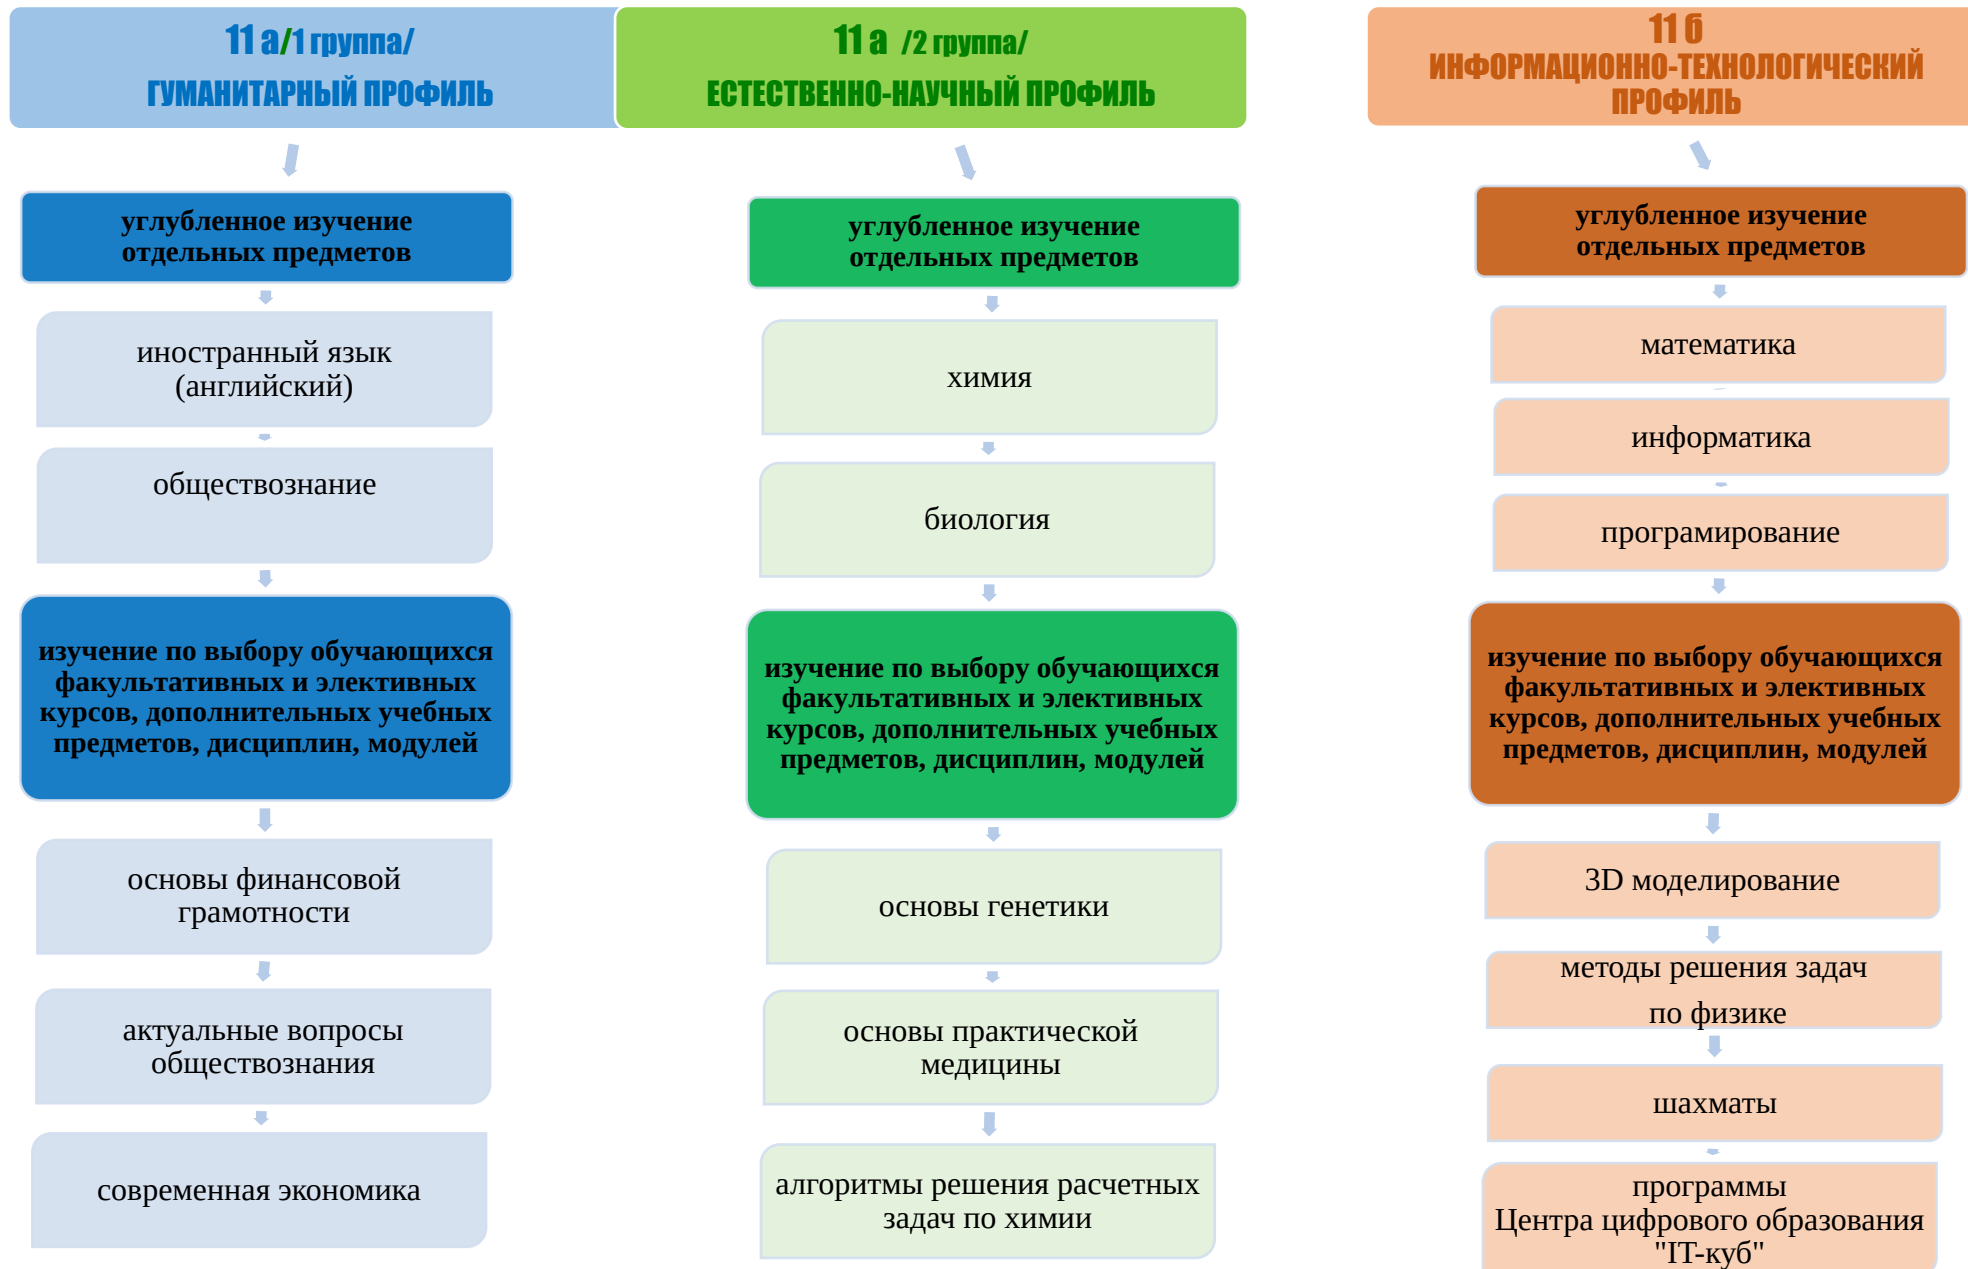 11 а/1 группа/
ГУМАНИТАРНЫЙ ПРОФИЛЬ
углубленное изучение
отдельных предметов
иностранный язык
(английский)
обществознание
изучение по выбору обучающихся
факультативных и элективных
курсов, дополнительных учебных
предметов, дисциплин, модулей
основы финансовой
грамотности
актуальные вопросы
обществознания
современная экономика
11 а /2 группа/
ЕСТЕСТВЕННО-НАУЧНЫЙ ПРОФИЛЬ
углубленное изучение
отдельных предметов
химия
биология
изучение по выбору обучающихся
факультативных и элективных
курсов, дополнительных учебных
предметов, дисциплин, модулей
основы генетики
основы практической
медицины
алгоритмы решения расчетных
задач по химии
11 б
ИНФОРМАЦИОННО-ТЕХНОЛОГИЧЕСКИЙ
ПРОФИЛЬ
углубленное изучение
отдельных предметов
математика
информатика
програмирование
изучение по выбору обучающихся
факультативных и элективных
курсов, дополнительных учебных
предметов, дисциплин, модулей
3D моделирование
методы решения задач
по физике
шахматы
программы
Центра цифрового образования
"IT-куб"